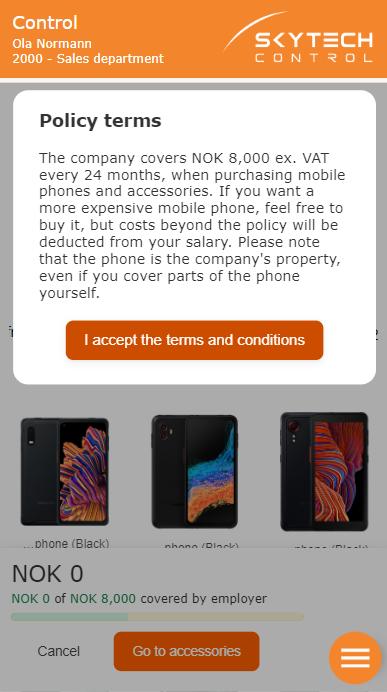 Control
Ola Normann
2000 - Sales department
SKYTECH
CONTROL
Policy terms
The company covers NOK 8,000 ex. VAT
every 24 months, when purchasing mobile
phones and accessories. If you want a
more expensive mobile phone, feel free to
buy it, but costs beyond the policy will be
deducted from your salary. Please note
that the phone is the company's property,
even if you cover parts of the phone
yourself.
I accept the terms and conditions
...phone (Black)
phone (Black)
phone (Black)
NOK 0
NOK 0 of NOK 8,000 covered by employer
Cancel
Go to accessories